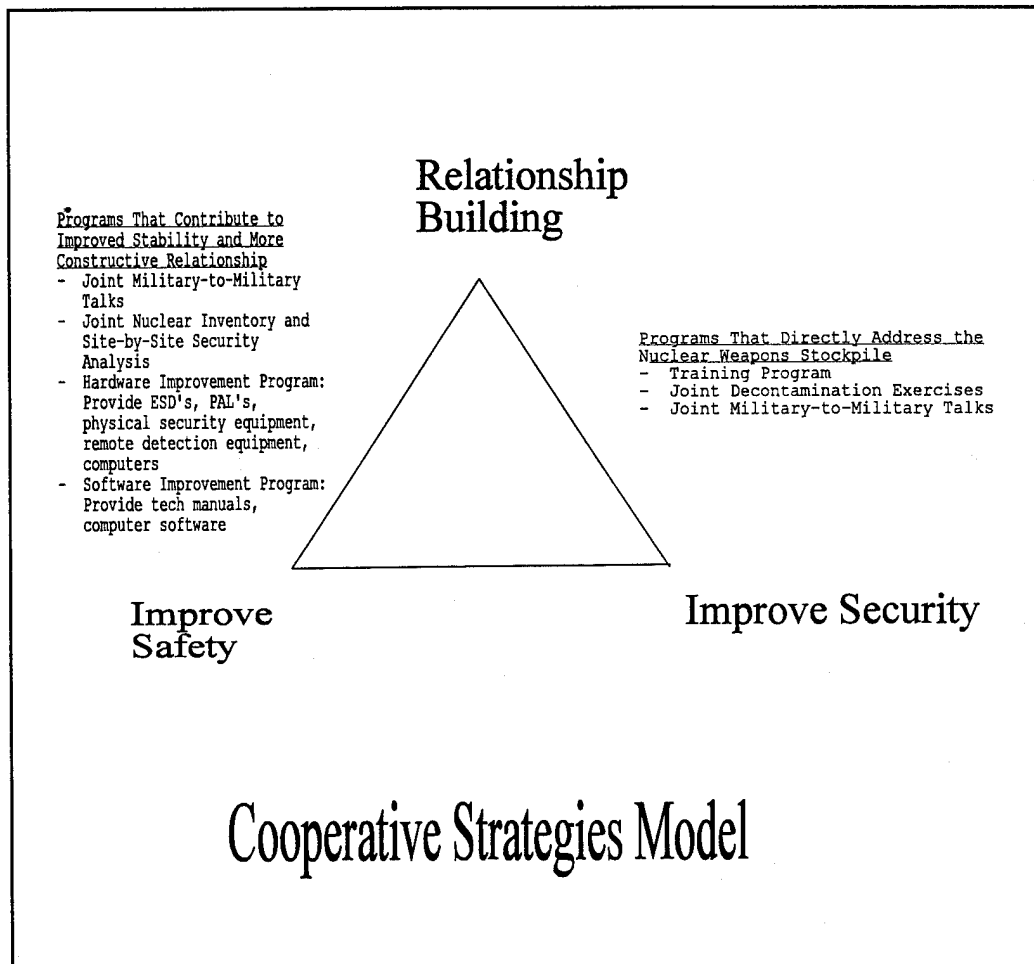 Relationship
Building
Programs That Contribute to
Improved Stability and More
Constructive Relationship
- Joint Military-to-Military
Talks
- Joint Nuclear Inventory and
Site-by-Site Security
Analysis
- Hardware Improvement Program:
Provide ESD's, PAL's,
physical security equipment,
remote detection equipment,
computers
- Software Improvement Program:
Provide tech manuals,
computer software
Programs That Directly Address the
Nuclear Weapons Stockpile
- Training Program
- Joint Decontamination Exercises
- Joint Military-to-Military Talks
Improve
Safety
Improve Security
Cooperative Strategies Model